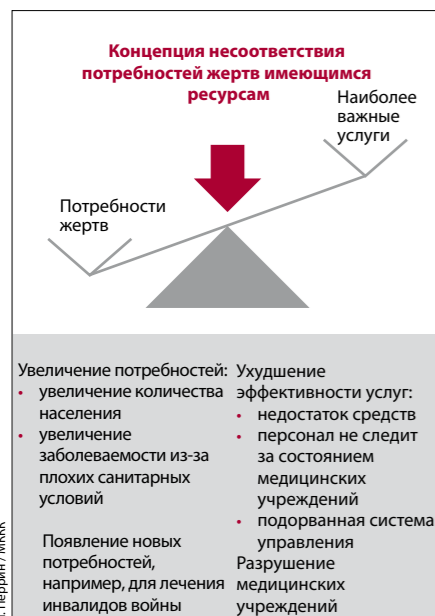 Концепция несоответствия
потребностей жертв имеющимся
ресурсам
Наиболее
важные
услуги
Потребности
жертв
Увеличение потребностей:
• увеличение количества
населения
• увеличение
заболеваемости из-за
плохих санитарных
условий
Появление новых
потребностей,
например, для лечения
инвалидов войны
Ухудшение
эффективности услуг:
• недостаток средств
• персонал не следит
за состоянием
медицинских
учреждений
• подорванная система
управления
Разрушение
медицинских
учреждений
Перрин / МККК